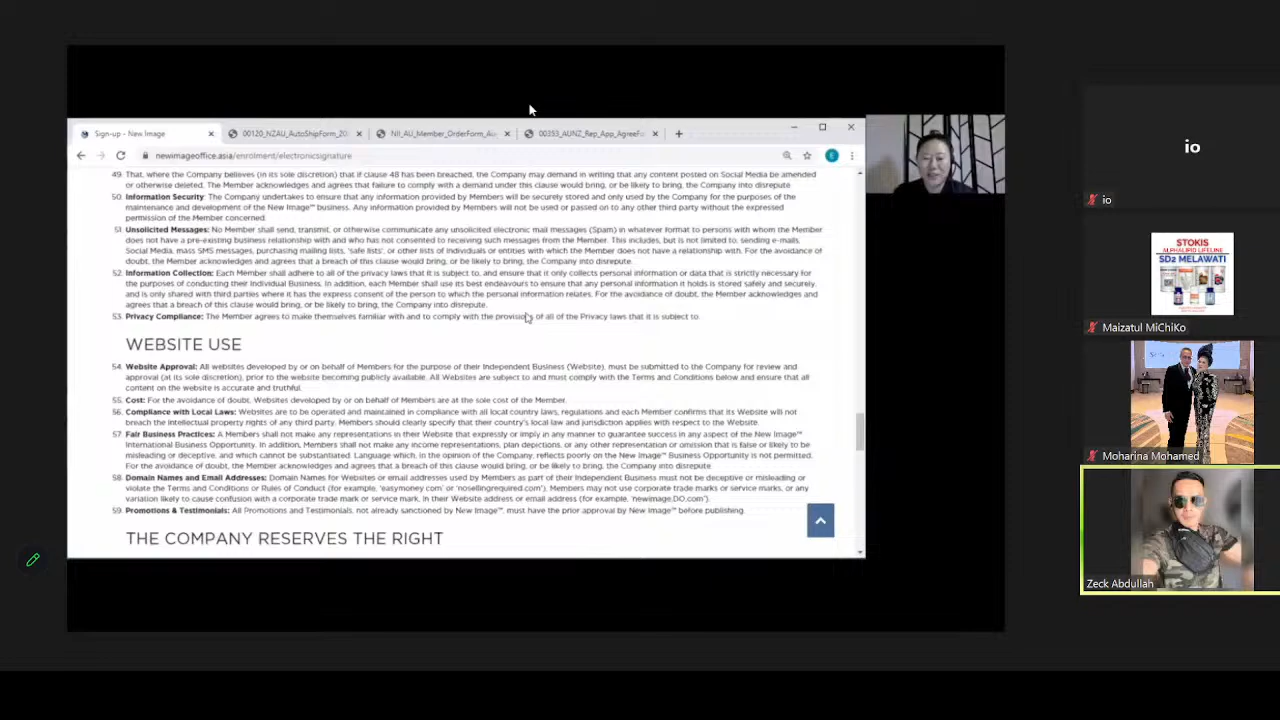 Sign-up - New Image
00120_NZAU_AutoShipForm_20
NII_AU_Member_OrderForm_Au
00353_AUNZ_Rep_App_AgreeFo
newimageoffice.asia/enrolment/electronicsignature
E
49. That, where the Company believes (in its sole discretion) that if clause 48 has been breached, the Company may demand in writing that any content posted on Social Media be amended
or otherwise deleted. The Member acknowledges and agrees that failure to comply with a demand under this clause would bring, or be likely to bring, the Company into disrepute
50. Information Security: The Company undertakes to ensure that any information provided by Members will be securely stored and only used by the Company for the purposes of the
maintenance and development of the New Image™ business. Any information provided by Members will not be used or passed on to any other third party without the expressed
permission of the Member concerned.
51. Unsolicited Messages: No Member shall send, transmit, or otherwise communicate any unsolicited electronic mail messages (Spam) in whatever format to persons with whom the Member
does not have a pre-existing business relationship with and who has not consented to receiving such messages from the Member. This includes, but is not limited to, sending e-mails,
Social Media, mass SMS messages, purchasing mailing lists, 'safe lists', or other lists of Individuals or entities with which the Member does not have a relationship with. For the avoidance of
doubt, the Member acknowledges and agrees that a breach of this clause would bring, or be likely to bring, the Company into disrepute.
52. Information Collection: Each Member shall adhere to all of the privacy laws that it is subject to, and ensure that it only collects personal information or data that is strictly necessary for
the purposes of conducting their Individual Business. In addition, each Member shall use its best endeavours to ensure that any personal information it holds is stored safely and securely,
and is only shared with third parties where it has the express consent of the person to which the personal information relates. For the avoidance of doubt, the Member acknowledges and
agrees that a breach of this clause would bring, or be likely to bring, the Company into disrepute.
53. Privacy Compliance: The Member agrees to make themselves familiar with and to comply with the provisions of all of the Privacy laws that it is subject to.
WEBSITE USE
54. Website Approval: All websites developed by or on behalf of Members for the purpose of their Independent Business (Website), must be submitted to the Company for review and
approval (at its sole discretion), prior to the website becoming publicly available. All Websites are subject to and must comply with the Terms and Conditions below and ensure that all
content on the website is accurate and truthful.
55. Cost: For the avoidance of doubt, Websites developed by or on behalf of Members are at the sole cost of the Member.
56. Compliance with Local Laws: Websites are to be operated and maintained in compliance with all local country laws, regulations and each Member confirms that its Website will not
breach the intellectual property rights of any third party. Members should clearly specify that their country's local law and jurisdiction applies with respect to the Website.
57. Fair Business Practices: A Members shall not make any representations in their Website that expressly or imply in any manner to guarantee success in any aspect of the New Image™
International Business Opportunity. In addition, Members shall not make any income representations, plan depictions, or any other representation or omission that is false or likely to be
misleading or deceptive, and which cannot be substantiated. Language which, in the opinion of the Company, reflects poorly on the New Image™ Business Opportunity is not permitted.
For the avoidance of doubt, the Member acknowledges and agrees that a breach of this clause would bring, or be likely to bring, the Company into disrepute
58. Domain Names and Email Addresses: Domain Names for Websites or email addresses used by Members as part of their Independent Business must not be deceptive or misleading or
violate the Terms and Conditions or Rules of Conduct (for example, 'easymoney com' or 'nosellingrequired.com'). Members may not use corporate trade marks or service marks, or any
variation likely to cause confusion with a corporate trade mark or service mark, in their Website address or email address (for example, 'newimage.DO.com').
59. Promotions & Testimonials: All Promotions and Testimonials, not already sanctioned by New Image™, must have the prior approval by New Image™ before publishing.
THE COMPANY RESERVES THE RIGHT
io
io
STOKIS
ALPHALIPID LIFELINE
SD2 MELAWATI
Maizatul MiChiKo
Moharina Mohamed
Zeck Abdullah